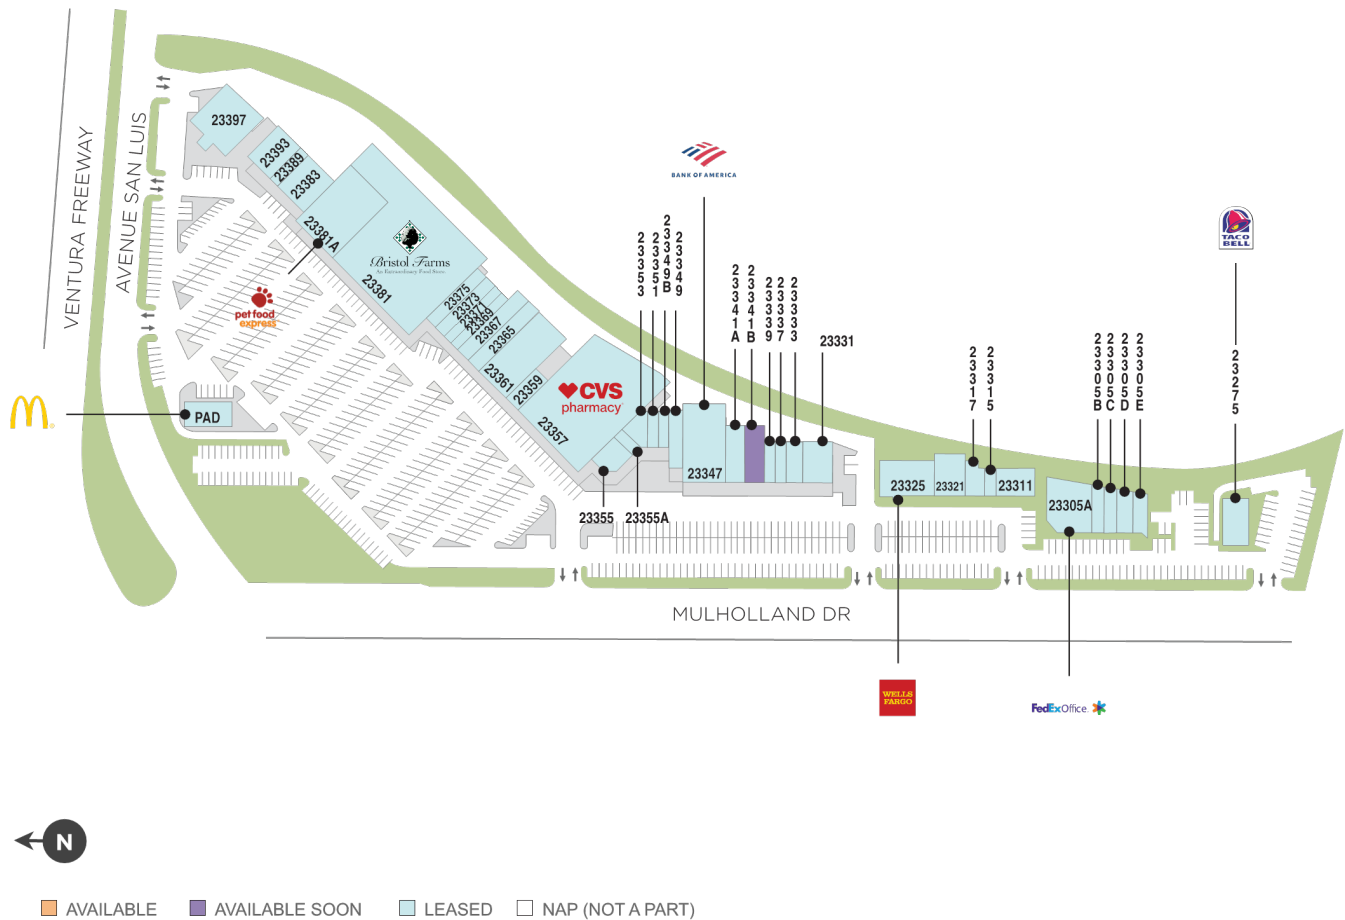 VENTURA FREEWAY
AVENUE SAN LUIS
23397
23393
23389
23383
23381A
Bristol Farms
An Extraordinary Food Store
23381
pet food
express
23375
23373
23371
23369
23367
23365
23361
23359
CVS
pharmacy
23357
PAD
23353
23351
23349B
23349
BANK OF AMERICA
23341A
23341B
23339
23337
23333
23331
23347
23355
23355A
23317
23315
23325
23321
23311
23305B
23305C
23305D
23305E
23305A
TACO
BELL
23275
MULHOLLAND DR
WELLS
FARGO
FedEx Office
N
AVAILABLE
AVAILABLE SOON
LEASED
NAP (NOT A PART)